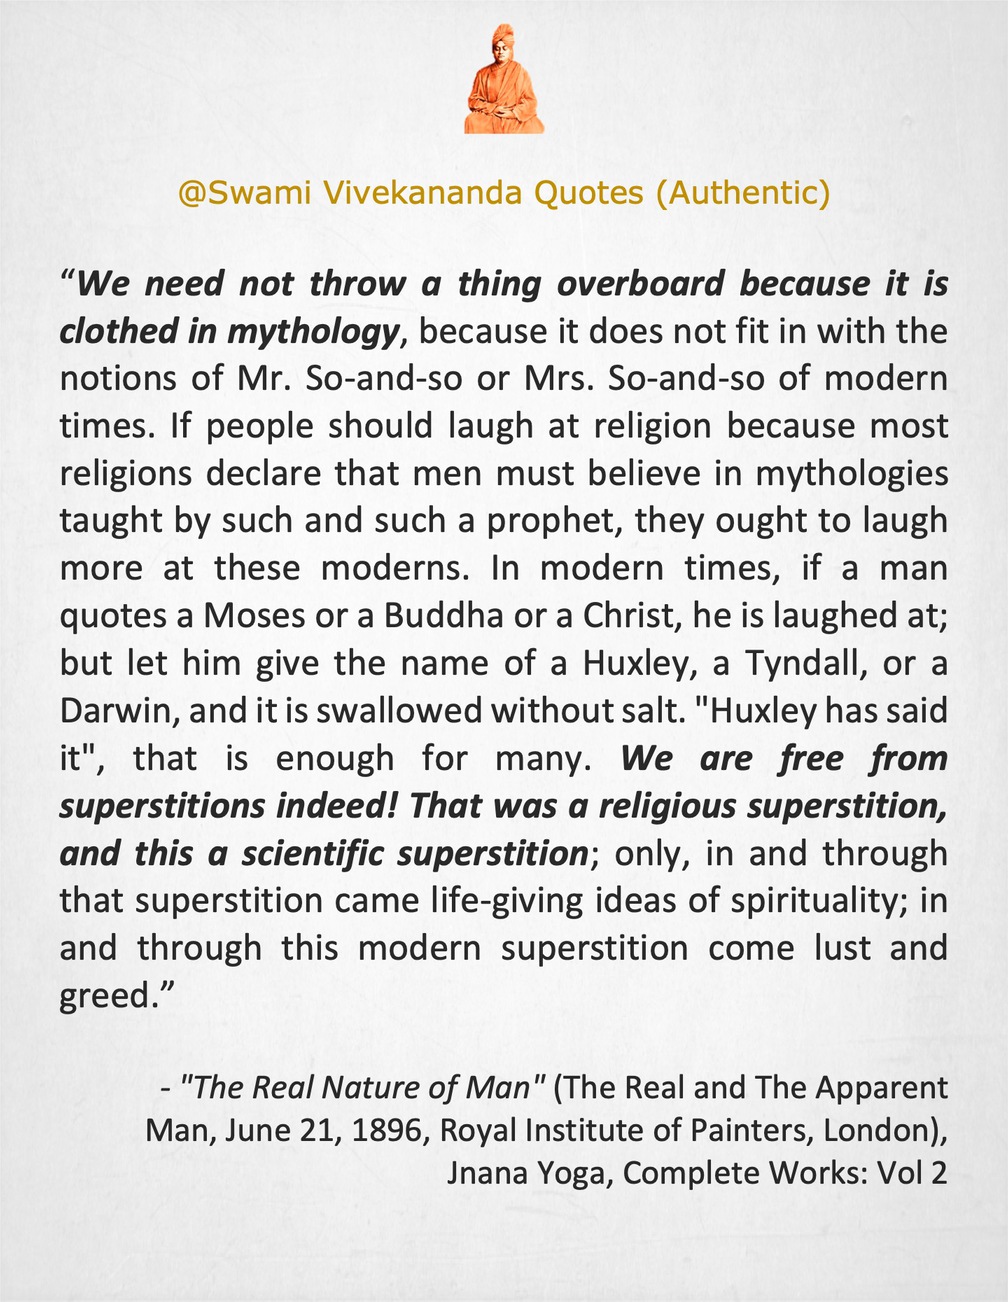 @Swami Vivekananda Quotes (Authentic)
“We need not throw a thing overboard because it is
clothed in mythology, because it does not fit in with the
notions of Mr. So-and-so or Mrs. So-and-so of modern
times. If people should laugh at religion because most
religions declare that men must believe in mythologies
taught by such and such a prophet, they ought to laugh
more at these moderns. In modern times, if a man
quotes a Moses or a Buddha or a Christ, he is laughed at;
but let him give the name of a Huxley, a Tyndall, or a
Darwin, and it is swallowed without salt. "Huxley has said
it", that is enough for many. We are free from
superstitions indeed! That was a religious superstition,
and this a scientific superstition; only, in and through
that superstition came life-giving ideas of spirituality; in
and through this modern superstition come lust and
greed.”
- "The Real Nature of Man" (The Real and The Apparent
Man, June 21, 1896, Royal Institute of Painters, London),
Jnana Yoga, Complete Works: Vol 2